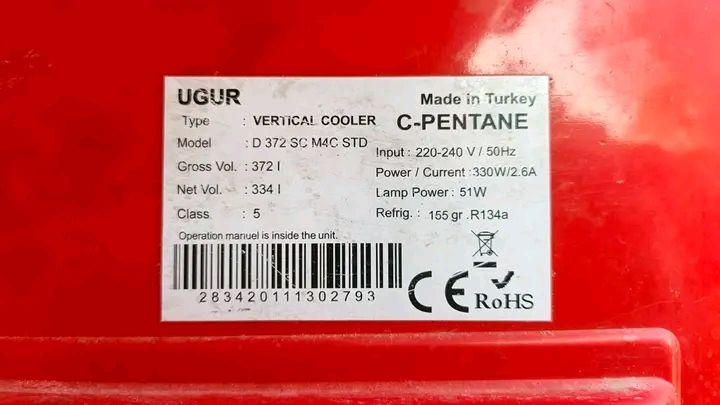 UGUR
Made in Turkey
Type : VERTICAL COOLER
C-PENTANE
Model : D 372 SC M4C STD
Input : 220-240 V / 50Hz
Gross Vol. : 372 l
Power / Current : 330W/2.6A
Net Vol. : 334 l
Lamp Power : 51W
Class : 5
Refrig. : 155 gr .R134a
Operation manuel is inside the unit.
283420111302793
CE
RoHS